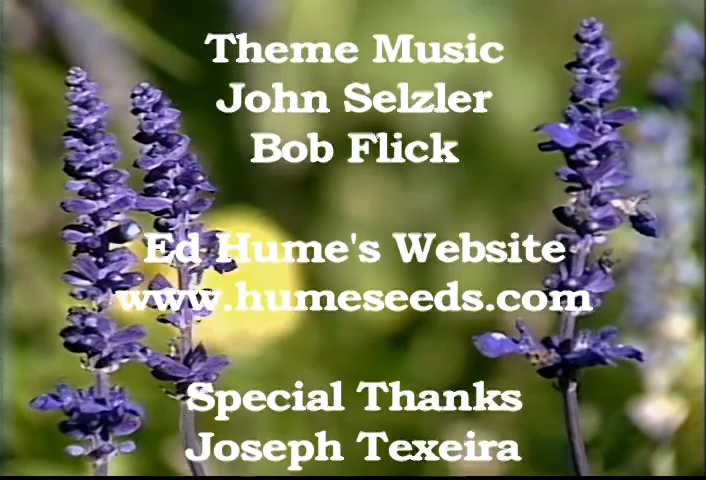 Theme Music
John Selzler
Bob Flick
Ed Hume's Website
www.humeseeds.com
Special Thanks
Joseph Texeira